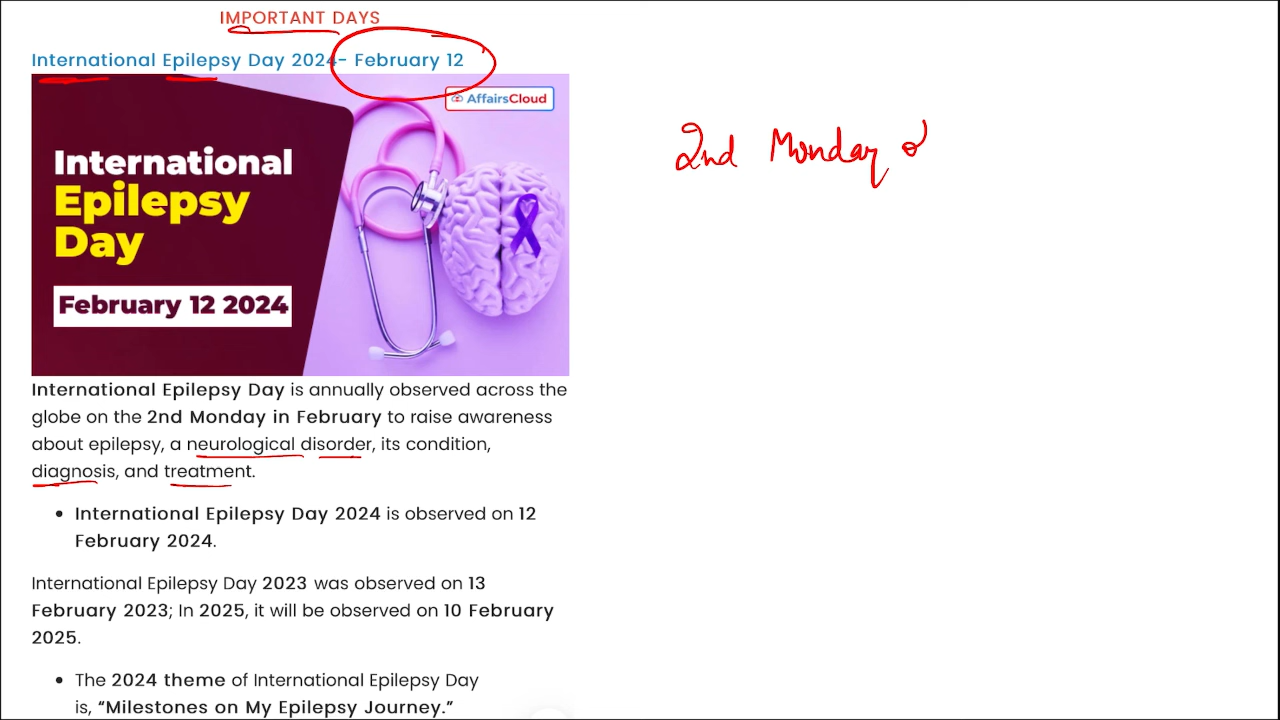 IMPORTANT DAYS
International Epilepsy Day 2024- February 12
AffairsCloud
International
Epilepsy
Day
February 12 2024
2nd Monday
International Epilepsy Day is annually observed across the
globe on the 2nd Monday in February to raise awareness
about epilepsy, a neurological disorder, its condition,
diagnosis, and treatment.
• International Epilepsy Day 2024 is observed on 12
February 2024.
International Epilepsy Day 2023 was observed on 13
February 2023; In 2025, it will be observed on 10 February
2025.
• The 2024 theme of International Epilepsy Day
is, “Milestones on My Epilepsy Journey.”